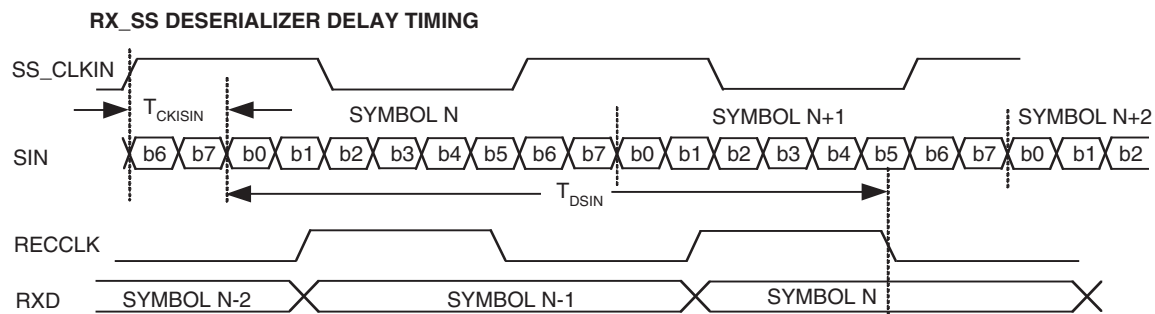 RX_SS DESERIALIZER DELAY TIMING
SS_CLKIN
TCKISIN SYMBOL N SYMBOL N+1 SYMBOL N+2
SIN b6 b7 b0 b1 b2 b3 b4 b5 b6 b7 b0 b1 b2 b3 b4 b5 b6 b7 b0 b1 b2
TDSIN
RECCLK
RXD SYMBOL N-2 SYMBOL N-1 SYMBOL N